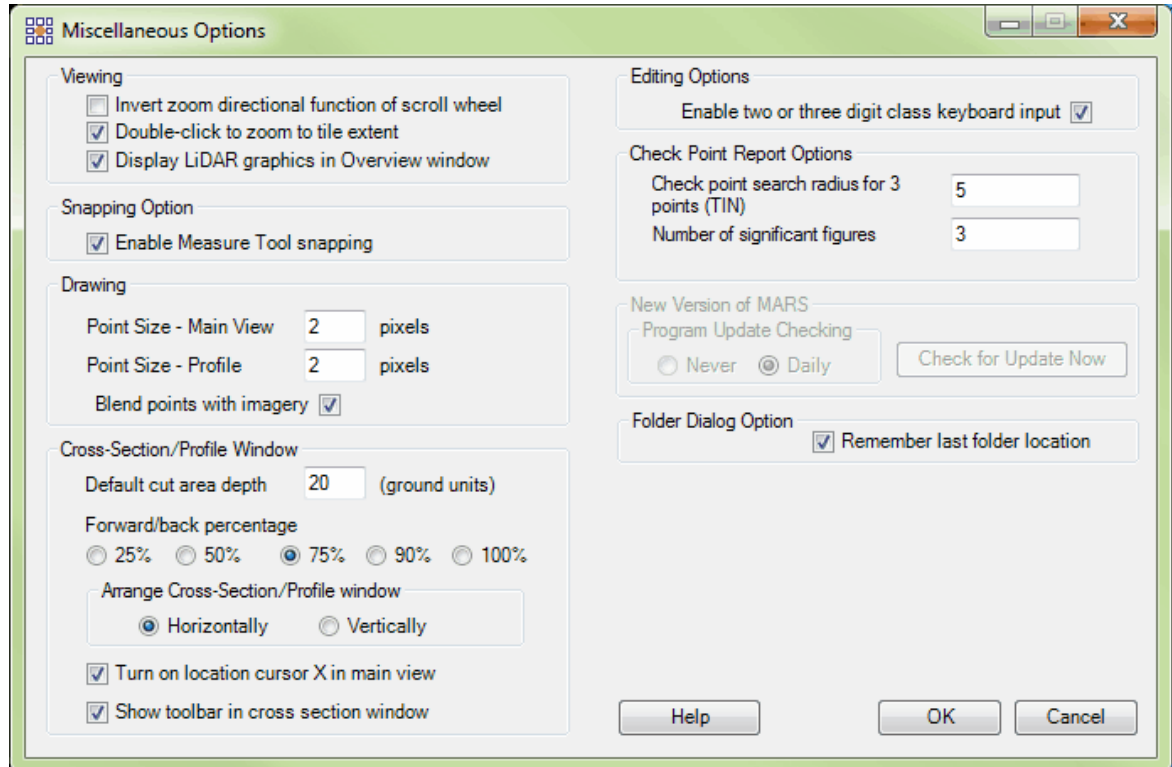 Miscellaneous Options
Viewing
Invert zoom directional function of scroll wheel
Double-click to zoom to tile extent
Display LiDAR graphics in Overview window
Snapping Option
Enable Measure Tool snapping
Drawing
Point Size - Main View 2 pixels
Point Size - Profile 2 pixels
Blend points with imagery
Cross-Section/Profile Window
Default cut area depth 20 (ground units)
Forward/back percentage
25% 50% 75% 90% 100%
Arrange Cross-Section/Profile window
Horizontally Vertically
Turn on location cursor X in main view
Show toolbar in cross section window
Editing Options
Enable two or three digit class keyboard input
Check Point Report Options
Check point search radius for 3
points (TIN)
5
Number of significant figures 3
New Version of MARS
Program Update Checking
Never Daily
Check for Update Now
Folder Dialog Option
Remember last folder location
Help OK Cancel